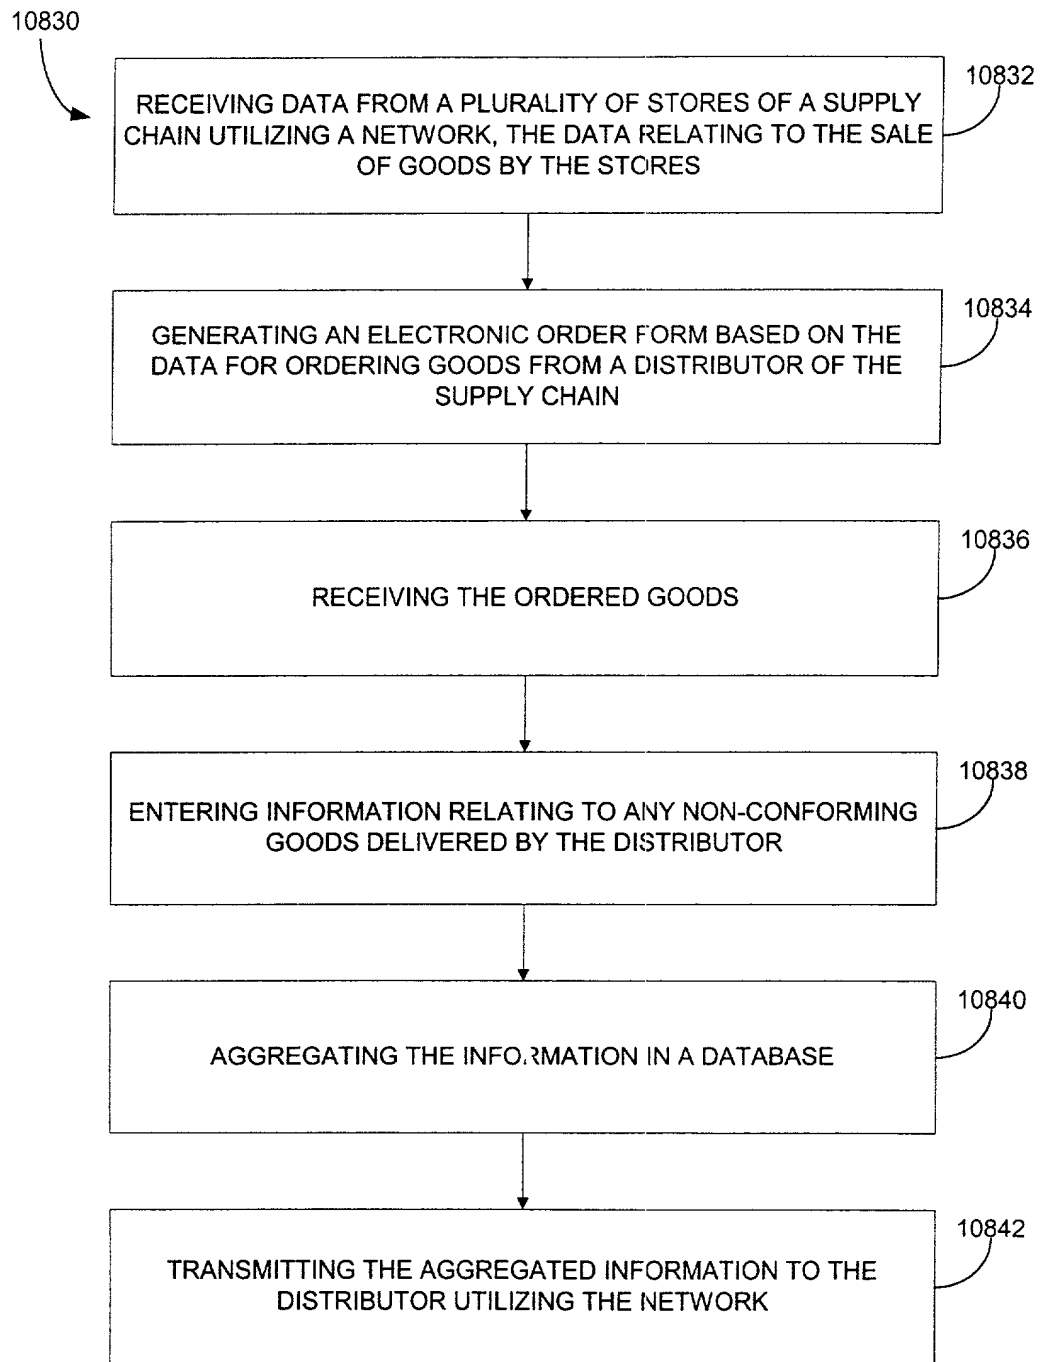 10830
10832
RECEIVING DATA FROM A PLURALITY OF STORES OF A SUPPLY
CHAIN UTILIZING A NETWORK, THE DATA RELATING TO THE SALE
OF GOODS BY THE STORES
10834
GENERATING AN ELECTRONIC ORDER FORM BASED ON THE
DATA FOR ORDERING GOODS FROM A DISTRIBUTOR OF THE
SUPPLY CHAIN
10836
RECEIVING THE ORDERED GOODS
10838
ENTERING INFORMATION RELATING TO ANY NON-CONFORMING
GOODS DELIVERED BY THE DISTRIBUTOR
10840
AGGREGATING THE INFORMATION IN A DATABASE
10842
TRANSMITTING THE AGGREGATED INFORMATION TO THE
DISTRIBUTOR UTILIZING THE NETWORK